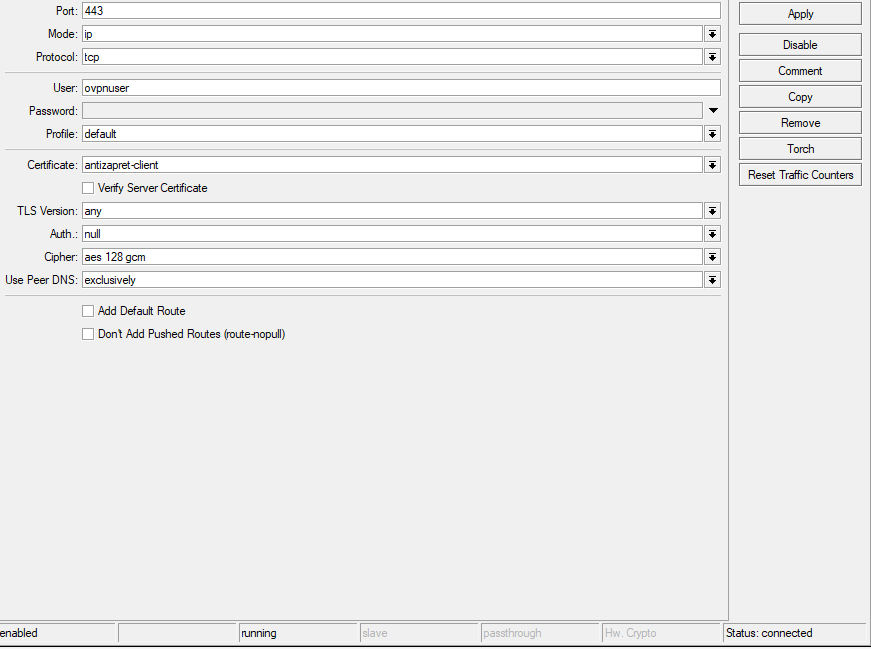 Port: 443
Apply
Mode: ip
Disable
Protocol: tcp
Comment
User: ovpnuser
Copy
Password:
Remove
Profile: default
Torch
Certificate: antizapret-client
Reset Traffic Counters
Verify Server Certificate
TLS Version: any
Auth.: null
Cipher: aes 128 gcm
Use Peer DNS: exclusively
Add Default Route
Don't Add Pushed Routes (route-nopull)
enabled running slave passthrough Hw. Crypto Status: connected